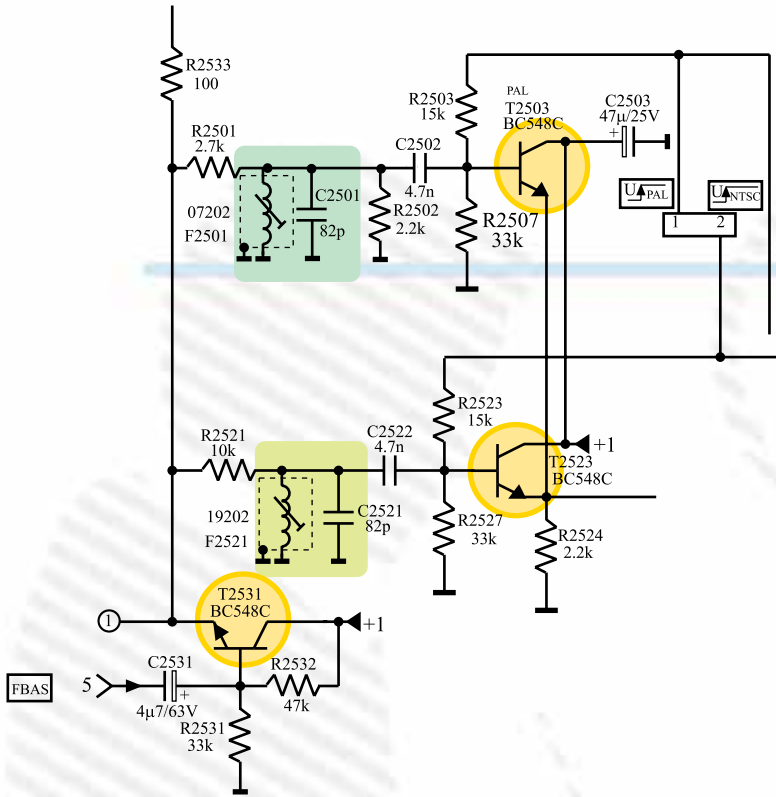 R2533
100
R2501
2.7k
07202
F2501
C2501
82p
R2502
2.2k
C2502
4.7n
R2503
15k
R2507
33k
PAL
T2503
BC548C
C2503
47µ/25V
+
U PAL
U NTSC
1
2
R2521
10k
19202
F2521
C2521
82p
C2522
4.7n
R2523
15k
R2527
33k
+1
T2523
BC548C
R2524
2.2k
T2531
BC548C
1
+1
FBAS
5
C2531
+
4µ7/63V
R2532
47k
R2531
33k